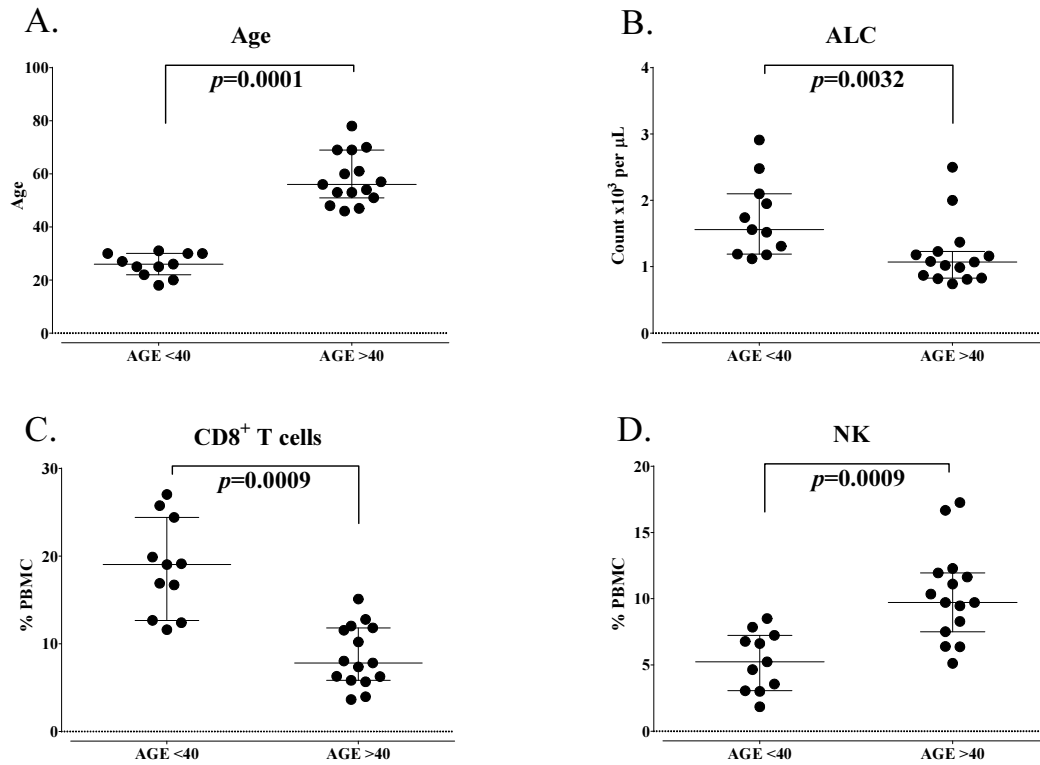 A.
Age
p=0.0001
100
80
60
40
20
0
Age
AGE <40
AGE >40
B.
ALC
p=0.0032
4
3
2
1
0
Count x10³ per µL
AGE <40
AGE >40
C.
CD8⁺ T cells
p=0.0009
30
20
10
0
% PBMC
AGE <40
AGE >40
D.
NK
p=0.0009
20
15
10
5
0
% PBMC
AGE <40
AGE >40